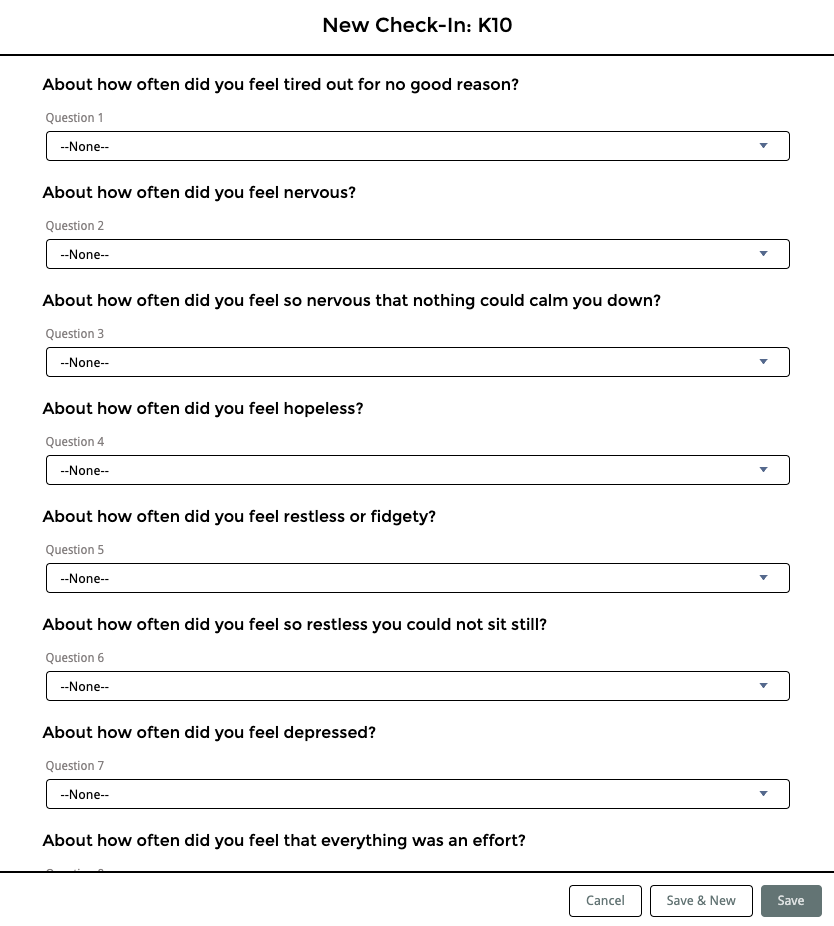 New Check-In: K10
About how often did you feel tired out for no good reason?
Question 1
--None--
About how often did you feel nervous?
Question 2
--None--
About how often did you feel so nervous that nothing could calm you down?
Question 3
--None--
About how often did you feel hopeless?
Question 4
--None--
About how often did you feel restless or fidgety?
Question 5
--None--
About how often did you feel so restless you could not sit still?
Question 6
--None--
About how often did you feel depressed?
Question 7
--None--
About how often did you feel that everything was an effort?
Cancel Save & New Save